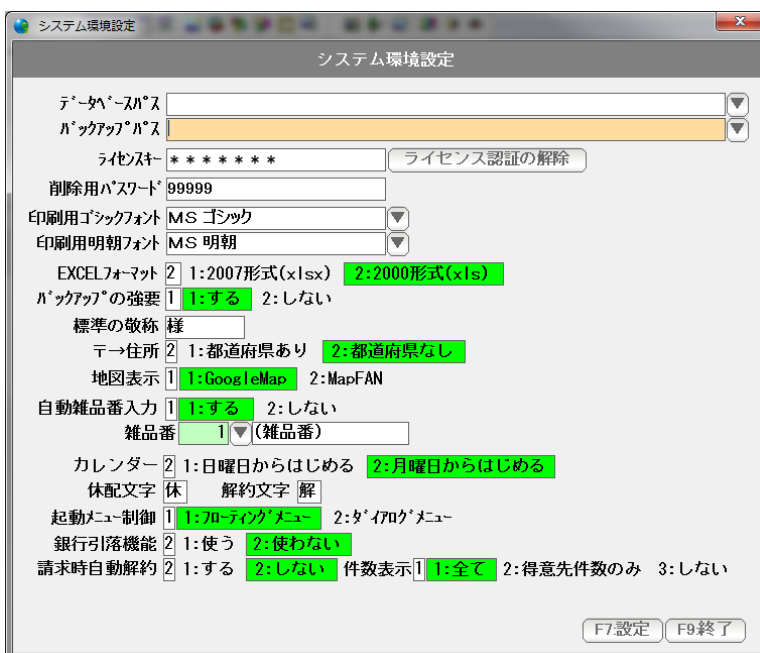 システム環境設定
システム環境設定
ﾃﾞｰﾀﾍﾞｰｽﾊﾟｽ
ﾊﾞｯｸｱｯﾌﾟﾊﾟｽ
ﾗｲｾﾝｽｷｰ ******* ライセンス認証の解除
削除用ﾊﾟｽﾜｰﾄﾞ 99999
印刷用ｺﾞｼｯｸﾌｫﾝﾄ MS ゴシック
印刷用明朝ﾌｫﾝﾄ MS 明朝
EXCELﾌｫｰﾏｯﾄ 2 1:2007形式(xlsx) 2:2000形式(xls)
ﾊﾞｯｸｱｯﾌﾟの強要 1 1:する 2:しない
標準の敬称 様
〒→住所 2 1:都道府県あり 2:都道府県なし
地図表示 1 1:GoogleMap 2:MapFAN
自動雑品番入力 1 1:する 2:しない
雑品番 1 (雑品番)
カレンダー 2 1:日曜日からはじめる 2:月曜日からはじめる
休配文字 休 解約文字 解
起動ﾒﾆｭｰ制御 1 1:ﾌﾛｰﾃｨﾝｸﾞﾒﾆｭｰ 2:ﾀﾞｲｱﾛｸﾞﾒﾆｭｰ
銀行引落機能 2 1:使う 2:使わない
請求時自動解約 2 1:する 2:しない 件数表示 1 1:全て 2:得意先件数のみ 3:しない
F7:設定 F9:終了